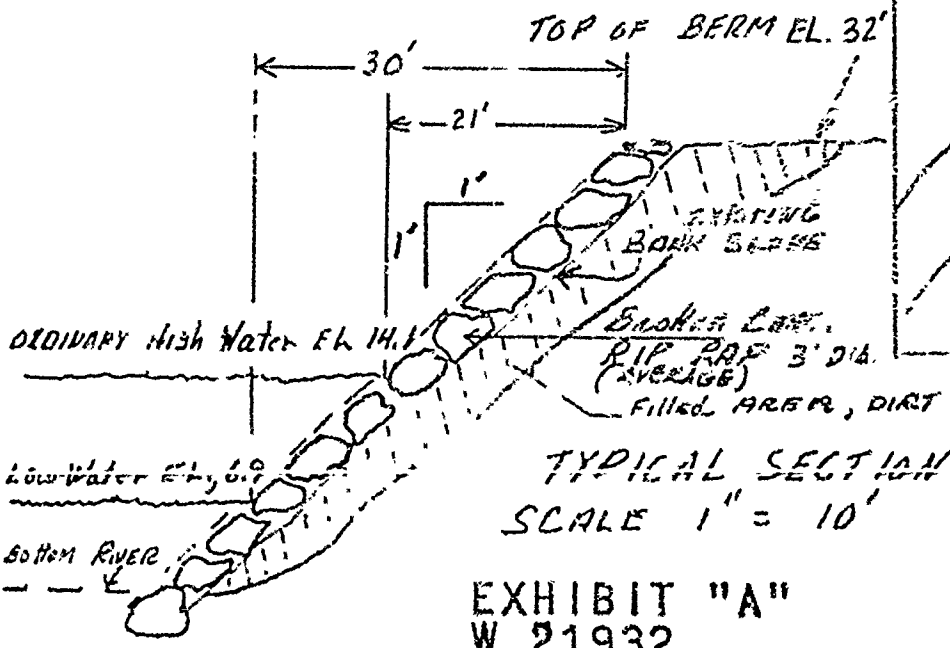 TOP OF BERM EL. 32'
30'
21'
1'
1'
EXISTING
BANK SLOPE
ORDINARY High Water EL 14.1
Broken Conc.
RIP RAP 3' DIA.
(AVERAGE)
Filled AREA, DIRT
TYPICAL SECTION
Low Water EL, 6.9
SCALE 1" = 10'
BOTTOM RIVER
EXHIBIT "A"
W 21932